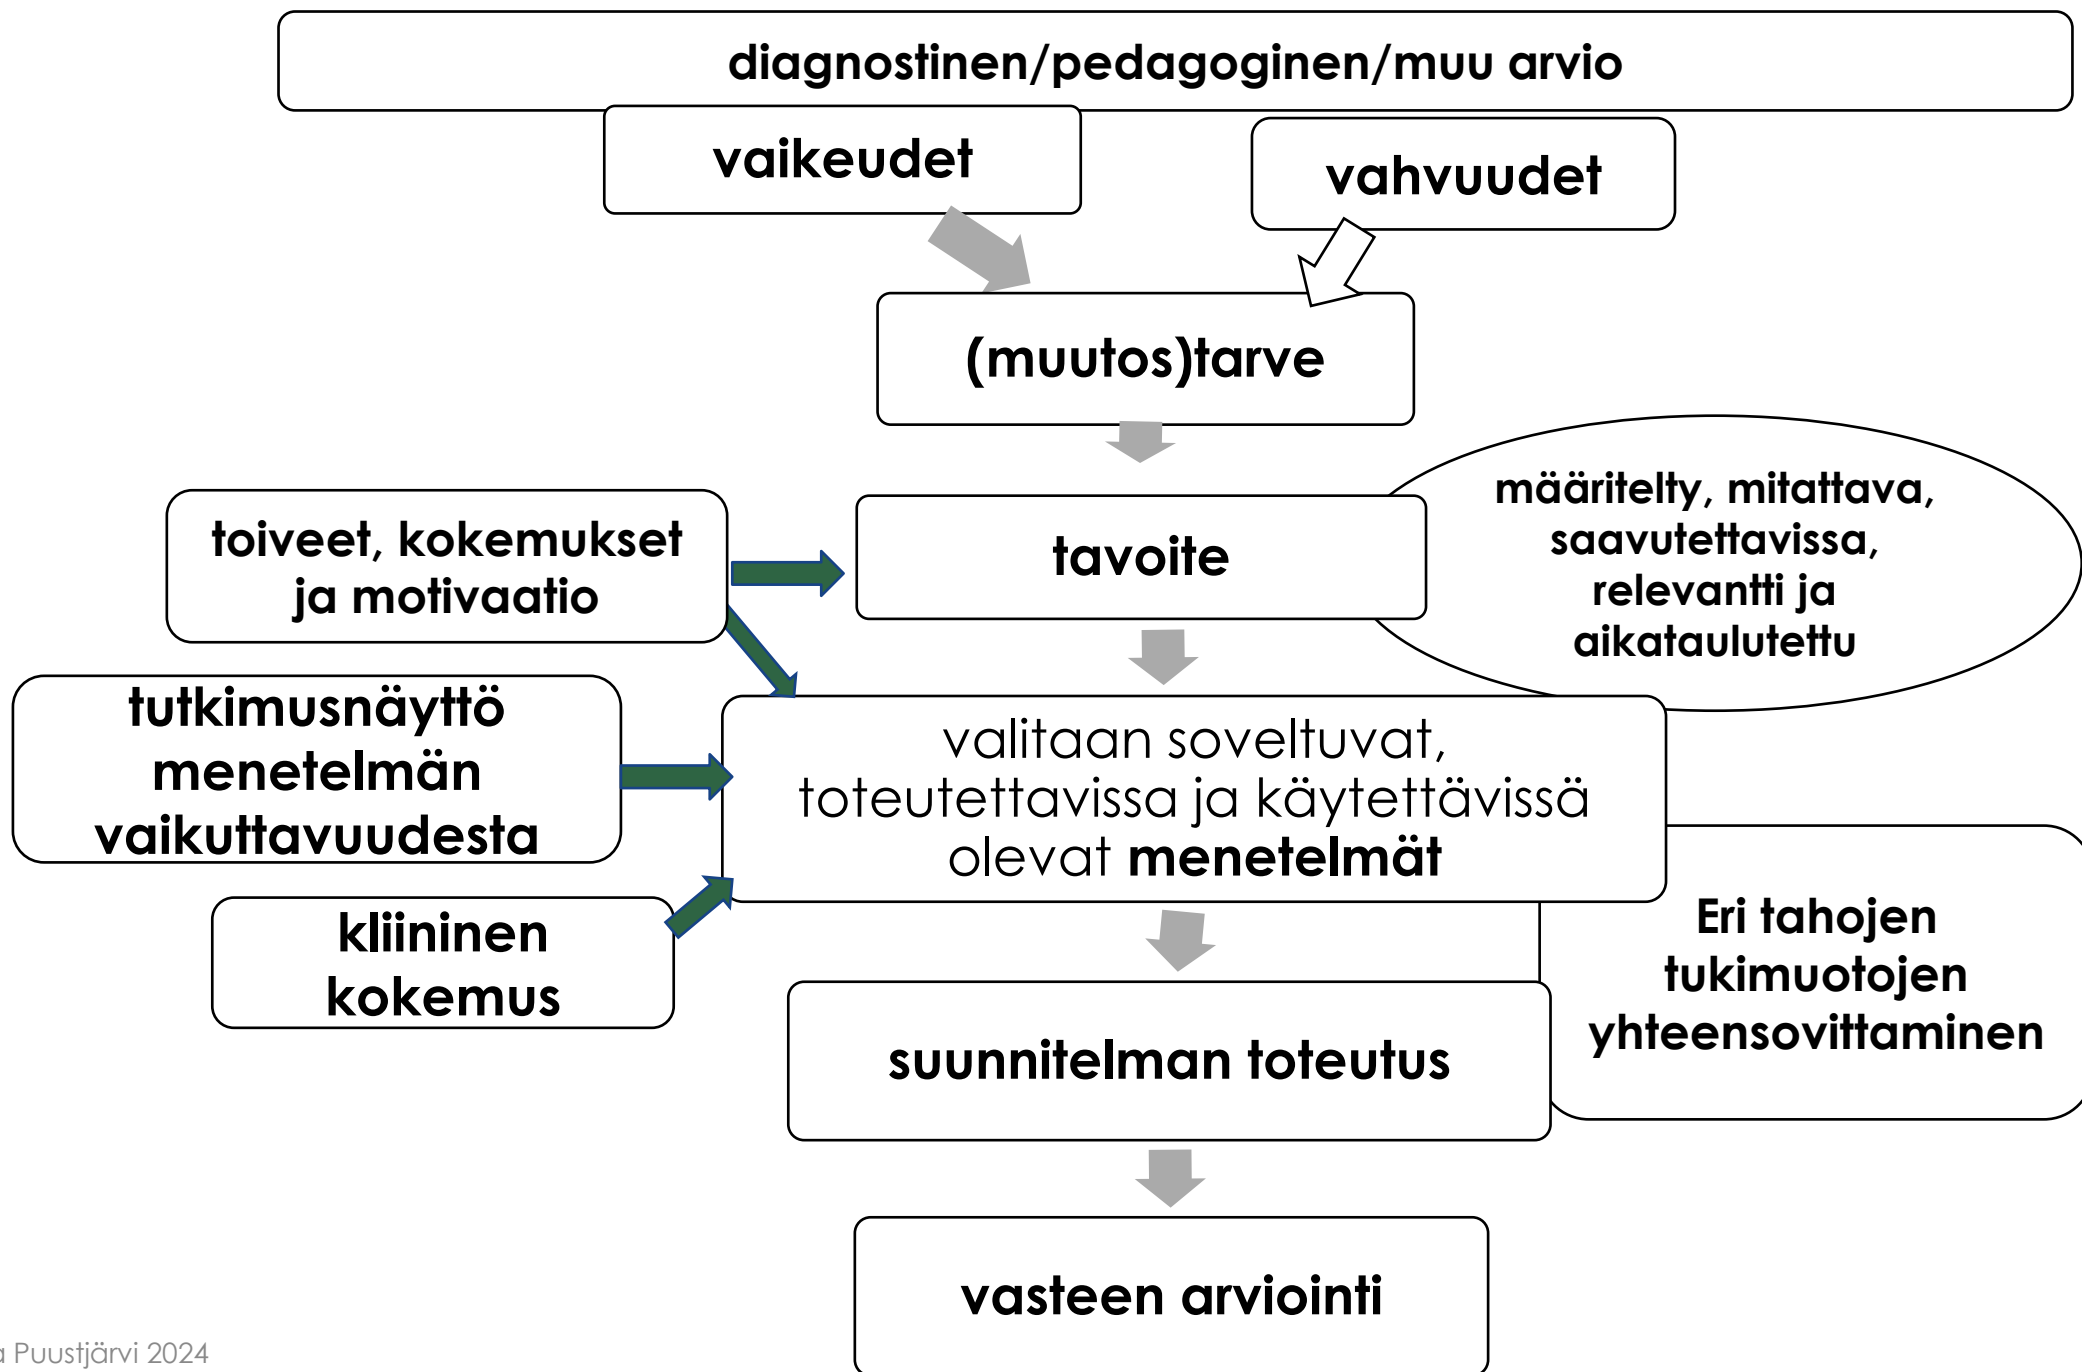 diagnostinen/pedagoginen/muu arvio
vaikeudet
vahvuudet
(muutos)tarve
toiveet, kokemukset
ja motivaatio
tavoite
määritelty, mitattava,
saavutettavissa,
relevantti ja
aikataulutettu
tutkimusnäyttö
menetelmän
vaikuttavuudesta
valitaan soveltuvat,
toteutettavissa ja käytettävissä
olevat menetelmät
kliininen
kokemus
Eri tahojen
tukimuotojen
yhteensovittaminen
suunnitelman toteutus
vasteen arviointi
Puustjärvi 2024